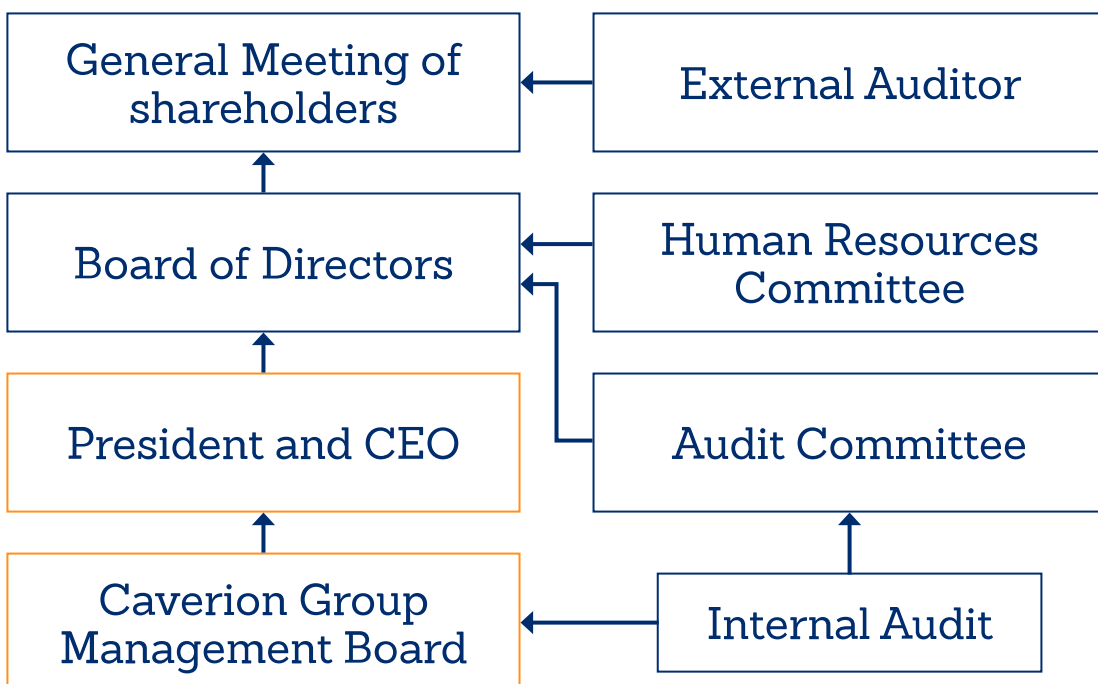 General Meeting of
shareholders
External Auditor
Board of Directors
Human Resources
Committee
President and CEO
Audit Committee
Caverion Group
Management Board
Internal Audit